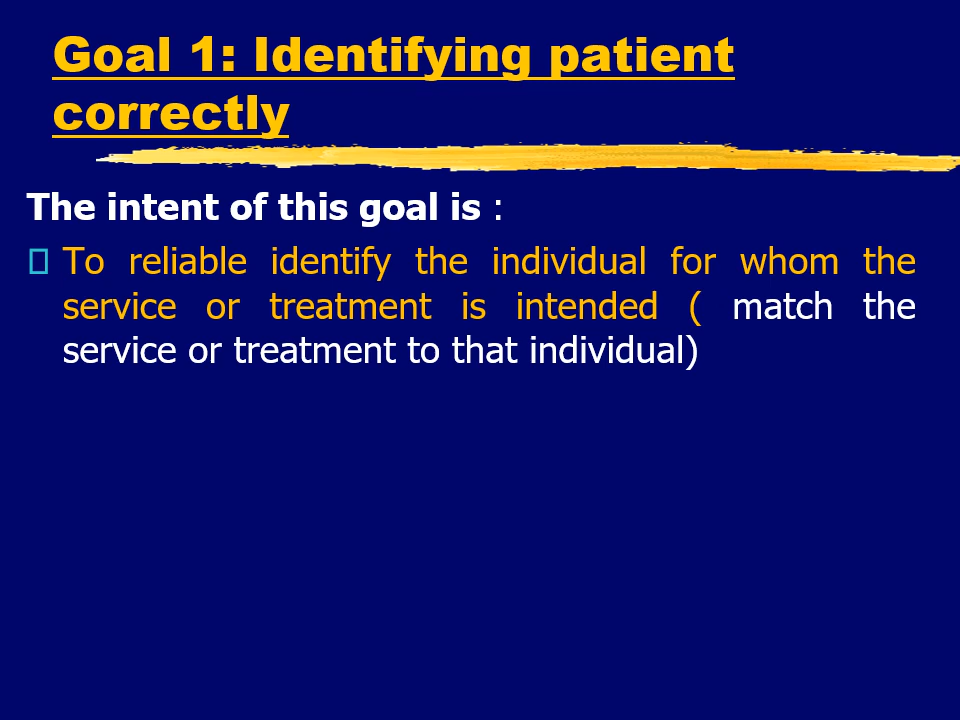 Goal 1: Identifying patient
correctly
The intent of this goal is :
To reliable identify the individual for whom the
service or treatment is intended ( match the
service or treatment to that individual)